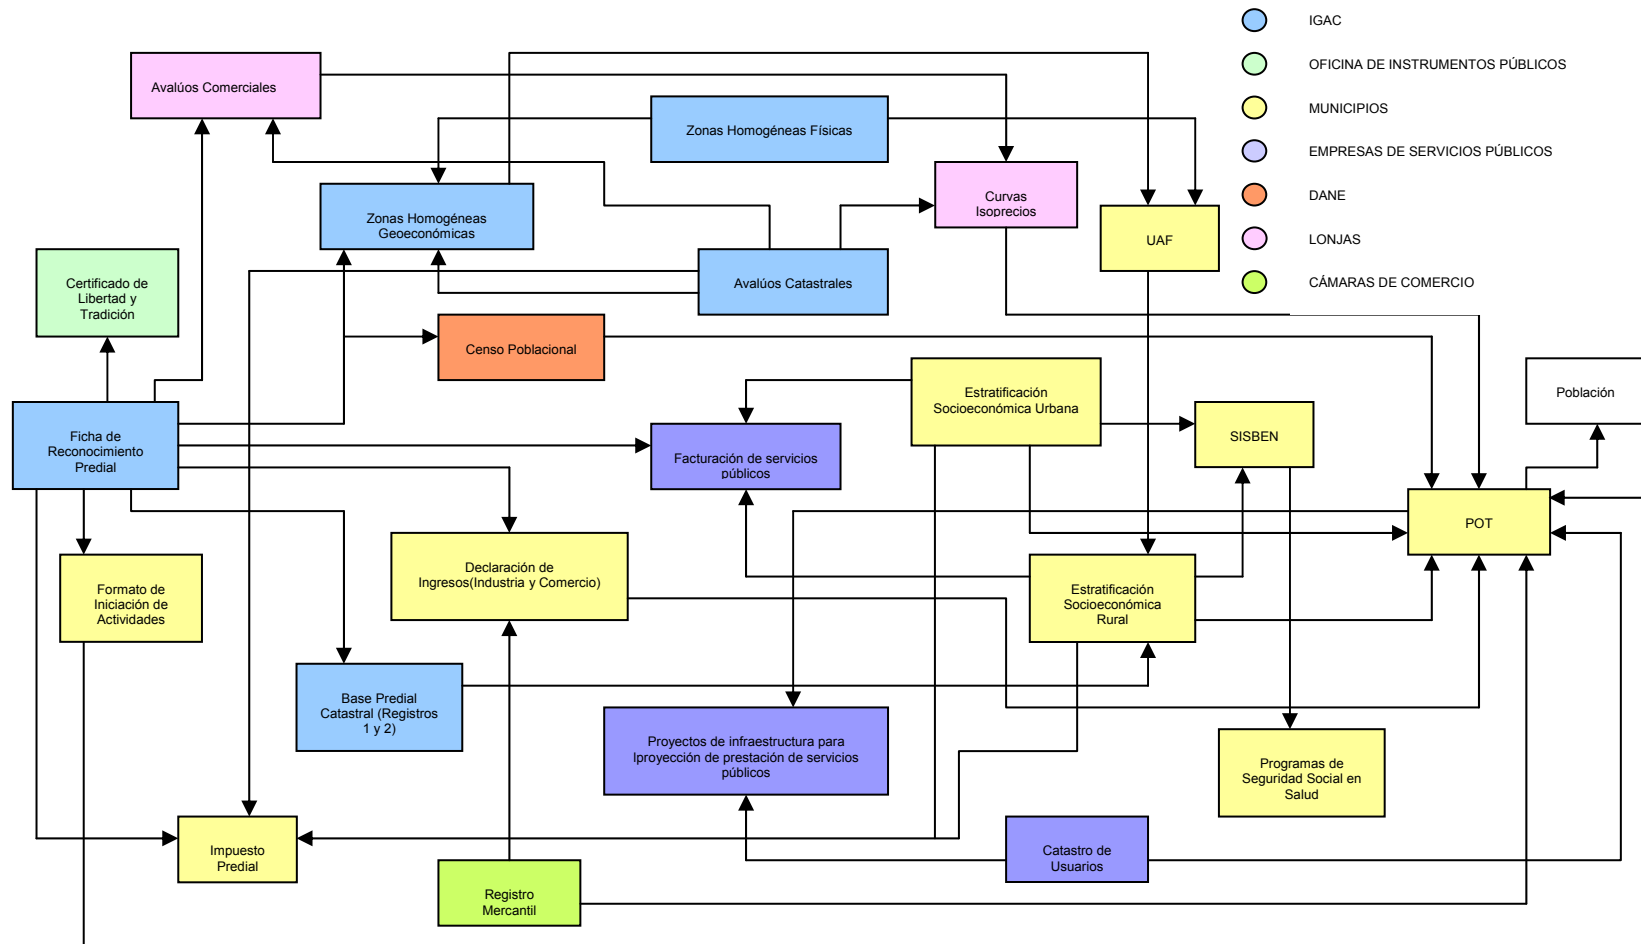 IGAC
OFICINA DE INSTRUMENTOS PÚBLICOS
MUNICIPIOS
EMPRESAS DE SERVICIOS PÚBLICOS
DANE
LONJAS
CÁMARAS DE COMERCIO
Avalúos Comerciales
Zonas Homogéneas Físicas
Curvas
Isoprecios
Zonas Homogéneas
Geoeconómicas
UAF
Certificado de
Libertad y
Tradición
Avalúos Catastrales
Censo Poblacional
Estratificación
Socioeconómica Urbana
Población
Ficha de
Reconocimiento
Predial
SISBEN
Facturación de servicios
públicos
POT
Formato de
Iniciación de
Actividades
Declaración de
Ingresos(Industria y Comercio)
Estratificación
Socioeconómica
Rural
Base Predial
Catastral (Registros
1 y 2)
Proyectos de infraestructura para
lproyección de prestación de servicios
públicos
Programas de
Seguridad Social en
Salud
Impuesto
Predial
Catastro de
Usuarios
Registro
Mercantil